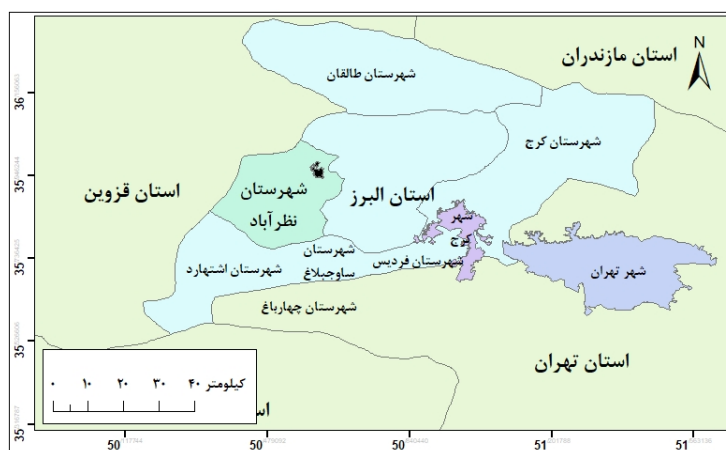 استان مازندران
N
شهرستان طالقان
شهرستان کرج
استان قزوین
شهرستان
نظرآباد
استان البرز
شهر
کرج
شهرستان
ساوجبلاغ
شهرستان فردیس
شهرستان اشتهارد
شهر تهران
شهرستان چهارباغ
استان تهران
۰ ۱۰ ۲۰ ۳۰ ۴۰ کیلومتر
36
35
35
35
35
50 50 50 51 51